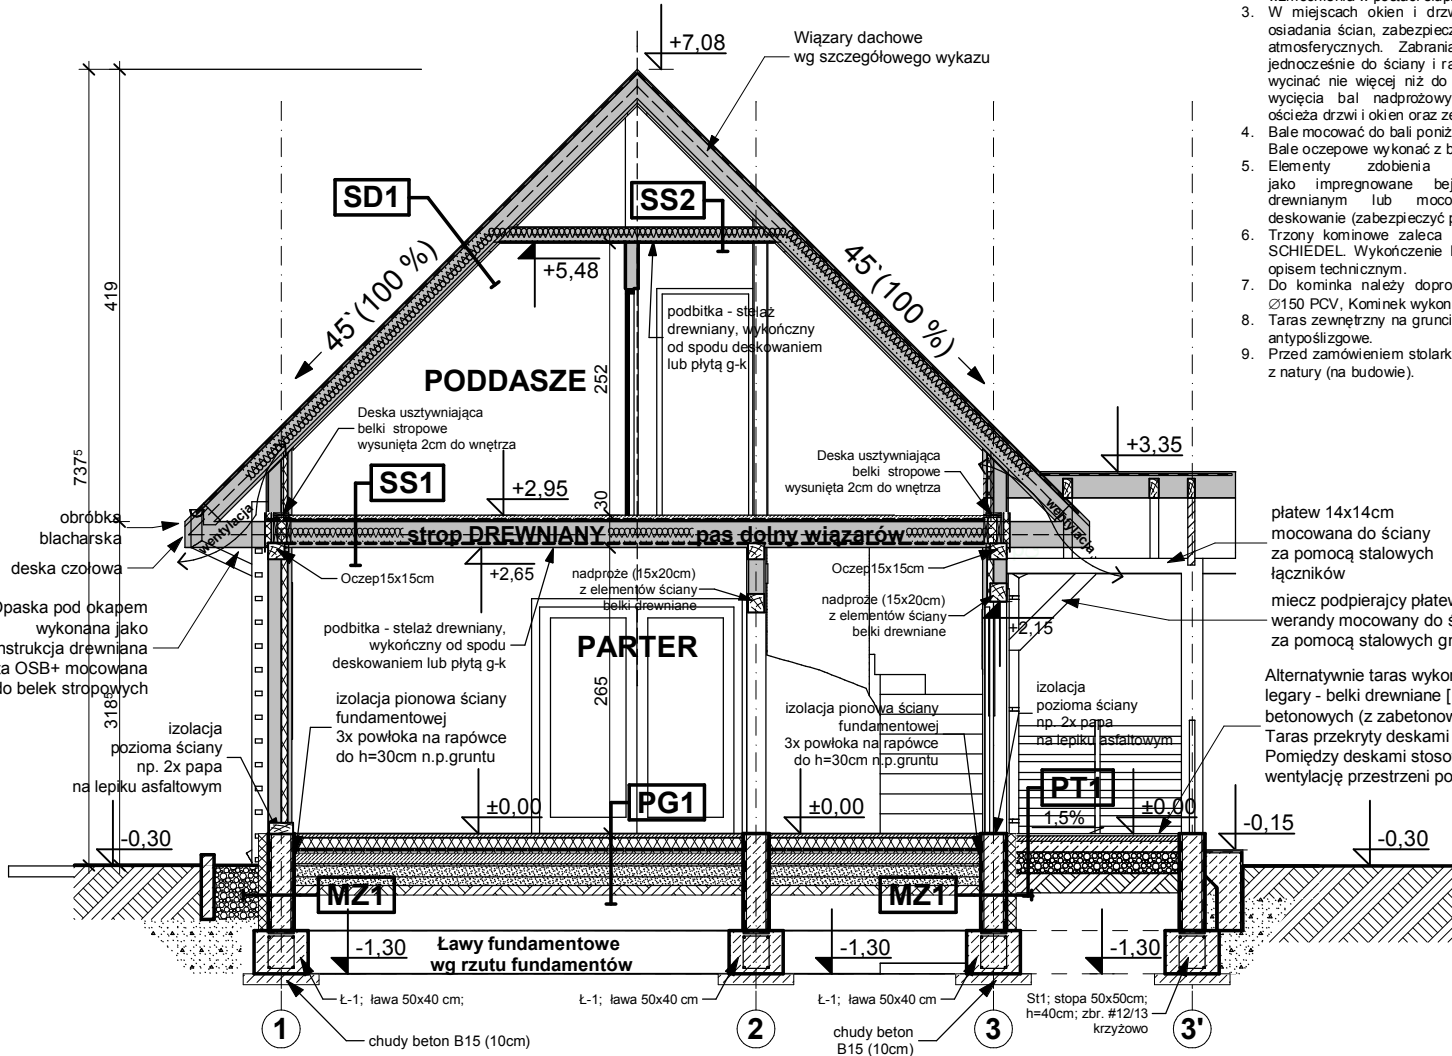 +7,08
Wiązary dachowe
wg szczegółowego wykazu
SD1
SS2
45`(100 %)
45`(100 %)
+5,48
podbitka - stelaż
drewniany, wykończny
od spodu deskowaniem
lub płytą g-k
419
7375
PODDASZE
252
Deska usztywniająca
belki stropowe
wysunięta 2cm do wnętrza
Deska usztywniająca
belki stropowe
wysunięta 2cm do wnętrza
+3,35
SS1
+2,95
30
obróbka
blacharska
deska czołowa
wentylacja
wentylacja
strop DREWNIANY
pas dolny wiązarów
+2,65
Oczep15x15cm
Oczep15x15cm
nadproże (15x20cm)
z elementów ściany
belki drewniane
nadproże (15x20cm)
z elementów ściany
belki drewniane
+2,15
opaska pod okapem
wykonana jako
nstrukcja drewniana
ta OSB+ mocowana
do belek stropowych
podbitka - stelaż drewniany,
wykończny od spodu
deskowaniem lub płytą g-k
PARTER
265
3185
izolacja pionowa ściany
fundamentowej
3x powłoka na rapówce
do h=30cm n.p.gruntu
izolacja pionowa ściany
fundamentowej
3x powłoka na rapówce
do h=30cm n.p.gruntu
izolacja
pozioma ściany
np. 2x papa
na lepiku asfaltowym
izolacja
pozioma ściany
np. 2x papa
na lepiku asfaltowym
platew 14x14cm
mocowana do ściany
za pomocą stalowych
łączników
miecz podpierajcy platew
werandy mocowany do ś
za pomocą stalowych gr
Alternatywnie taras wykon
legary - belki drewniane [
betonowych (z zabetonow
Taras przekryty deskami
Pomiędzy deskami stoso
wentylację przestrzeni po
±0,00
PG1
±0,00
PT1
1,5%
±0,00
-0,30
-0,15
-0,30
MZ1
MZ1
-1,30
Ławy fundamentowe
wg rzutu fundamentów
-1,30
-1,30
Ł-1; ława 50x40 cm;
Ł-1; ława 50x40 cm
Ł-1; ława 50x40 cm
St1; stopa 50x50cm;
h=40cm; zbr. #12/13
krzyżowo
chudy beton B15 (10cm)
chudy beton
B15 (10cm)
1
2
3
3'
3. W miejscach okien i drzw
osiadania ścian, zabezpiecz
atmosferycznych. Zabrania
jednocześnie do ściany i ra
wycinać nie więcej niż do
wycięcia bal nadprożowy
ościeża drzwi i okien oraz ze
4. Bale mocować do bali poniż
Bale oczepowe wykonać z b
5. Elementy zdobienia
jako impregnowane bej
drewnianym lub moco
deskowanie (zabezpieczyć p
6. Trzony kominowe zaleca
SCHIEDEL. Wykończenie
opisem technicznym.
7. Do kominka należy dopro
∅150 PCV, Kominek wykon
8. Taras zewnętrzny na grunci
antypoślizgowe.
9. Przed zamówieniem stolark
z natury (na budowie).